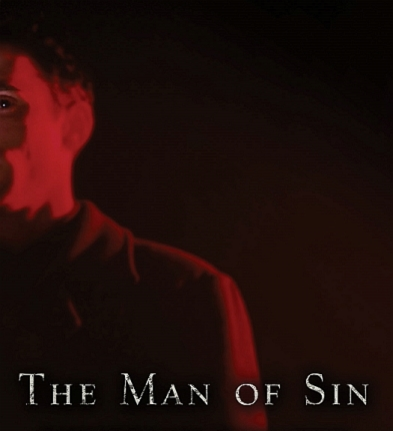 The Man of Sin